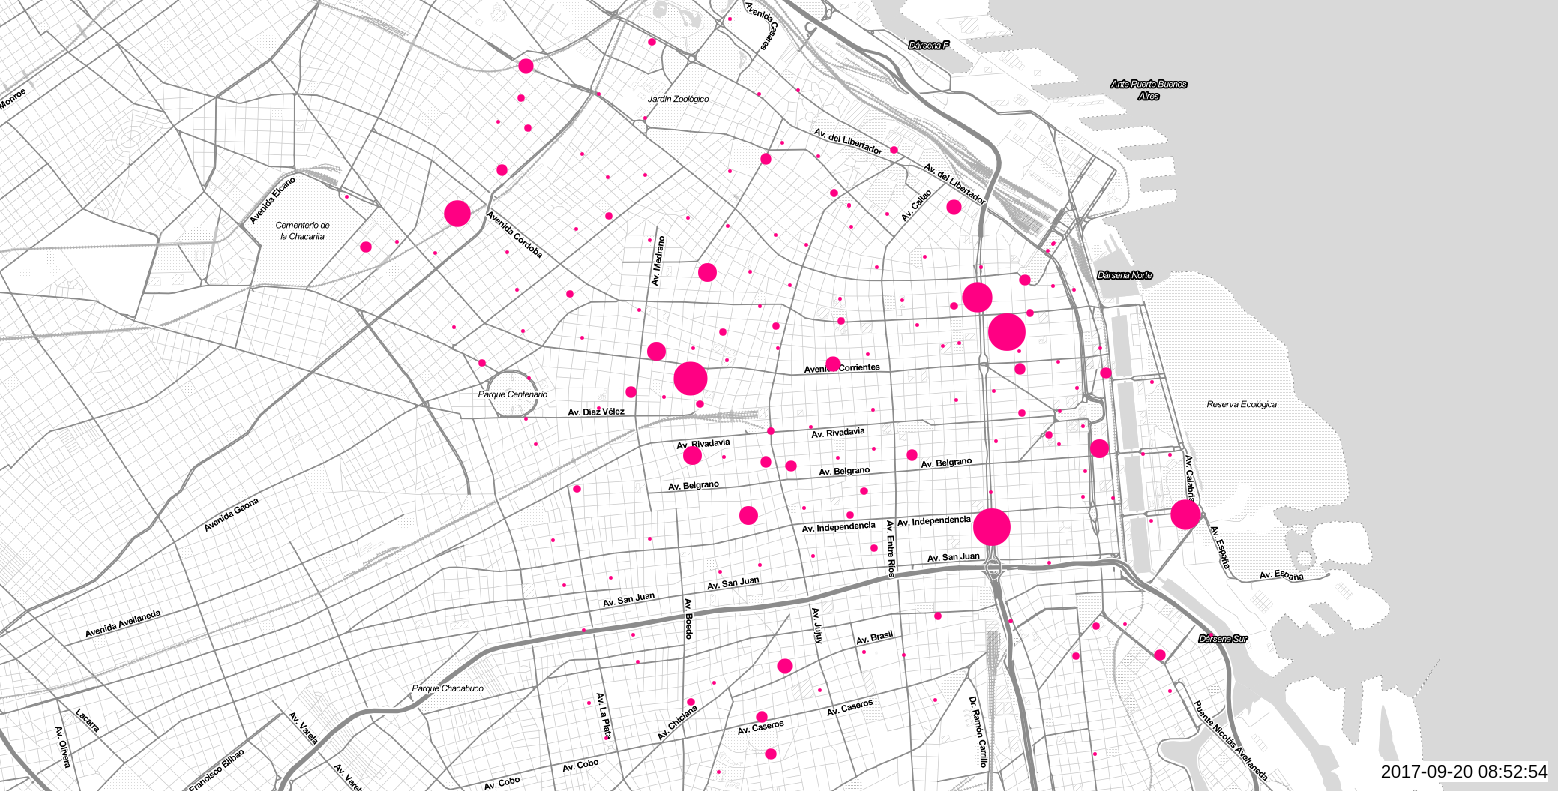 Avenida Casares
Dársena F
Monroe
Jardín Zoológico
Ante Puerto Buenos
Aires
Av. del Libertador
Av. del Libertador
Avenida Elcano
Av. Callao
Cementerio de
la Chacarita
Avenida Córdoba
Av. Medrano
Dársena Norte
Avenida Corrientes
Parque Centenario
Av. Díaz Vélez
Reserva Ecológica
Av. Rivadavia
Av. Rivadavia
Av. Belgrano
Av. Belgrano
Av. Belgrano
Av. Calabria
Avenida Gaona
Av. Independencia
Av. Independencia
Av. Entre Ríos
Av. España
Av. San Juan
Av. San Juan
Av. San Juan
Av. España
Avenida Avellaneda
Av. Boedo
Av. Jujuy
Av. Brasil
Dársena Sur
Parque Chacabuco
Av. La Plata
Av. Chiclana
Av. Caseros
Av. Caseros
Dr. Ramón Carrillo
Puente Nicolás Avellaneda
Lacarra
Av. Olivera
Av. Varela
Av. Varela
Francisco Bilbao
Av. Cobo
Av. Cobo
2017-09-20 08:52:54